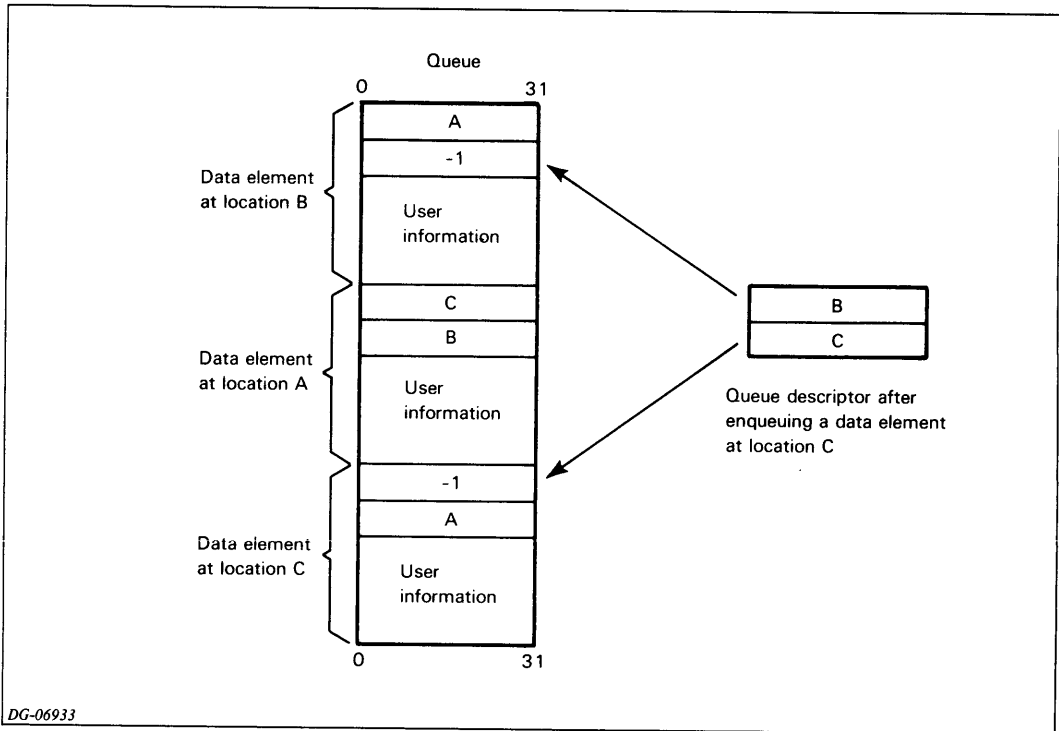 Queue
0 31
A
-1
Data element
at location B
User
information
C
B
Data element
at location A
User
information
B
C
Queue descriptor after
enqueuing a data element
at location C
-1
A
Data element
at location C
User
information
0 31
DG-06933